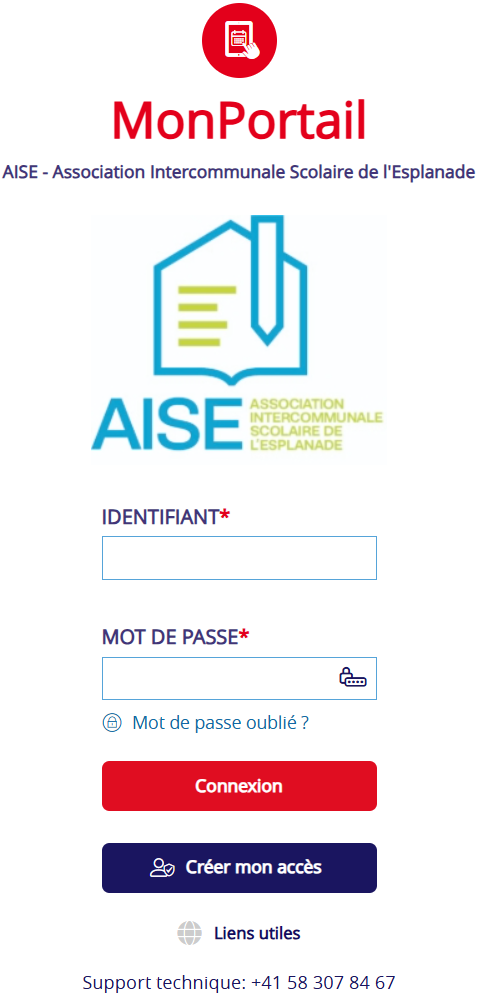 MonPortail
AISE - Association Intercommunale Scolaire de l'Esplanade
AISE
ASSOCIATION
INTERCOMMUNALE
SCOLAIRE DE
L'ESPLANADE
IDENTIFIANT*
MOT DE PASSE*
Mot de passe oublié ?
Connexion
Créer mon accès
Liens utiles
Support technique: +41 58 307 84 67